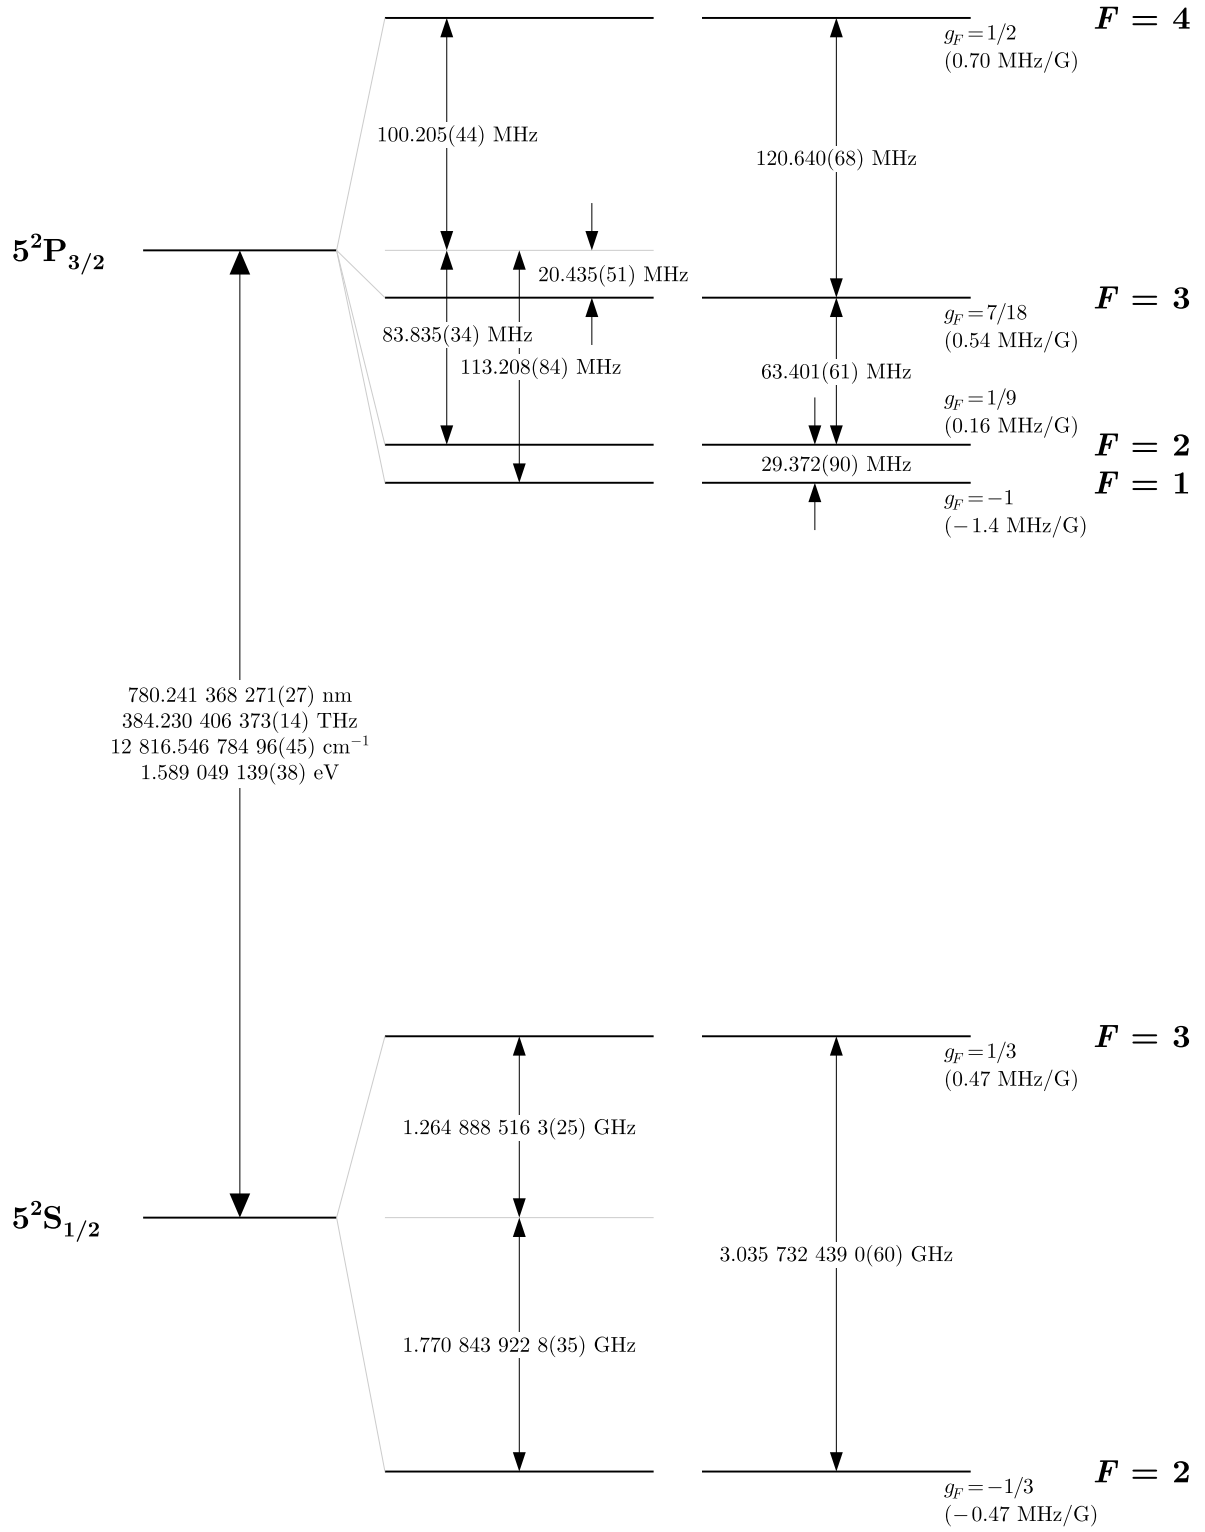 F = 4
g_F = 1/2
(0.70 MHz/G)
100.205(44) MHz
120.640(68) MHz
5²P₃/₂
20.435(51) MHz
F = 3
g_F = 7/18
(0.54 MHz/G)
83.835(34) MHz
113.208(84) MHz
63.401(61) MHz
g_F = 1/9
(0.16 MHz/G)
F = 2
29.372(90) MHz
F = 1
g_F = −1
(−1.4 MHz/G)
780.241 368 271(27) nm
384.230 406 373(14) THz
12 816.546 784 96(45) cm⁻¹
1.589 049 139(38) eV
F = 3
g_F = 1/3
(0.47 MHz/G)
1.264 888 516 3(25) GHz
5²S₁/₂
3.035 732 439 0(60) GHz
1.770 843 922 8(35) GHz
F = 2
g_F = −1/3
(−0.47 MHz/G)